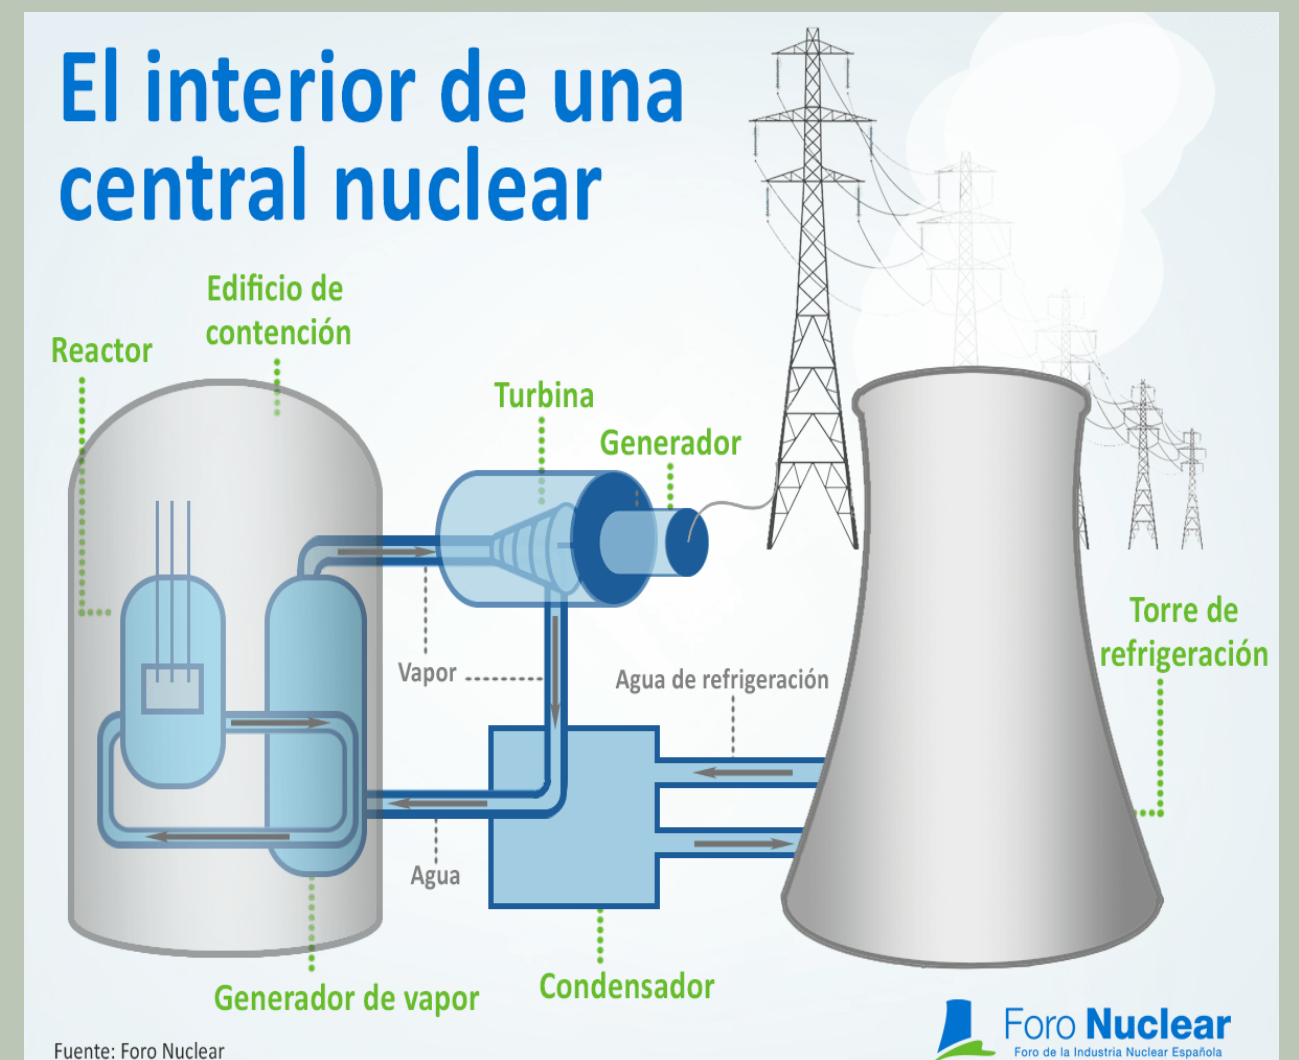 El interior de una
central nuclear
Edificio de
contención
Reactor
Turbina
Generador
Torre de
refrigeración
Vapor
Agua de refrigeración
Agua
Generador de vapor
Condensador
Foro Nuclear
Foro de la Industria Nuclear Española
Fuente: Foro Nuclear